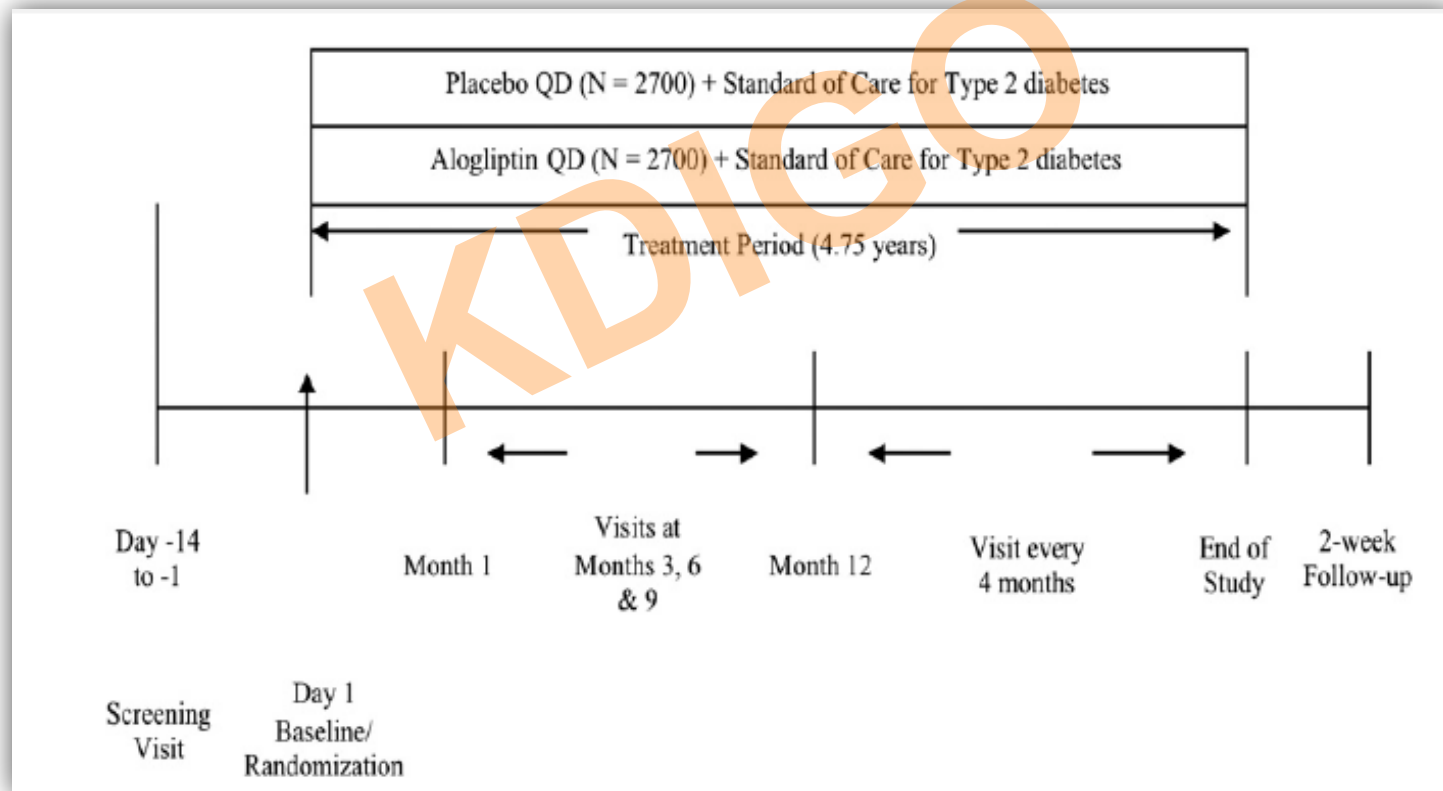 Placebo QD (N = 2700) + Standard of Care for Type 2 diabetes
Alogliptin QD (N = 2700) + Standard of Care for Type 2 diabetes
Treatment Period (4.75 years)
KDIGO
Day -14
to -1
Month 1
Visits at
Months 3, 6
& 9
Month 12
Visit every
4 months
End of
Study
2-week
Follow-up
Screening
Visit
Day 1
Baseline/
Randomization